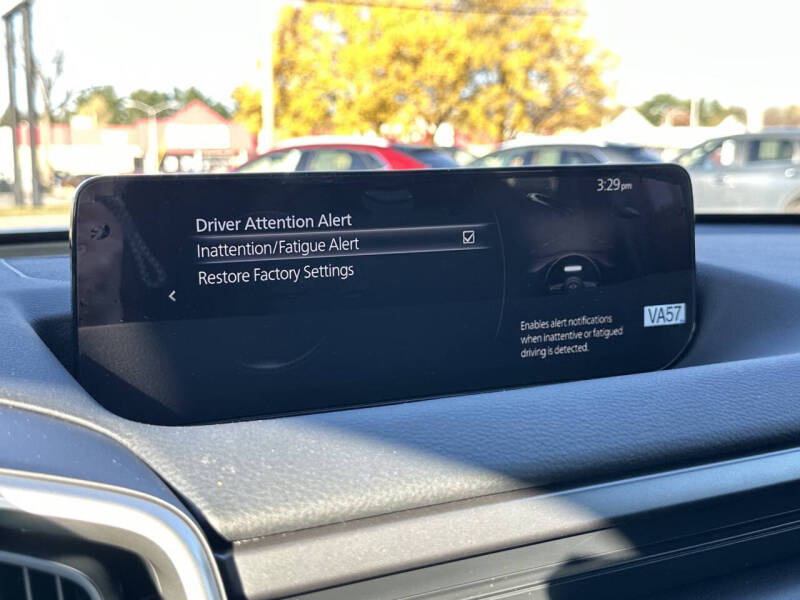 3:29pm
Driver Attention Alert
Inattention/Fatigue Alert
Restore Factory Settings
Enables alert notifications
when inattentive or fatigued
driving is detected.
VA57